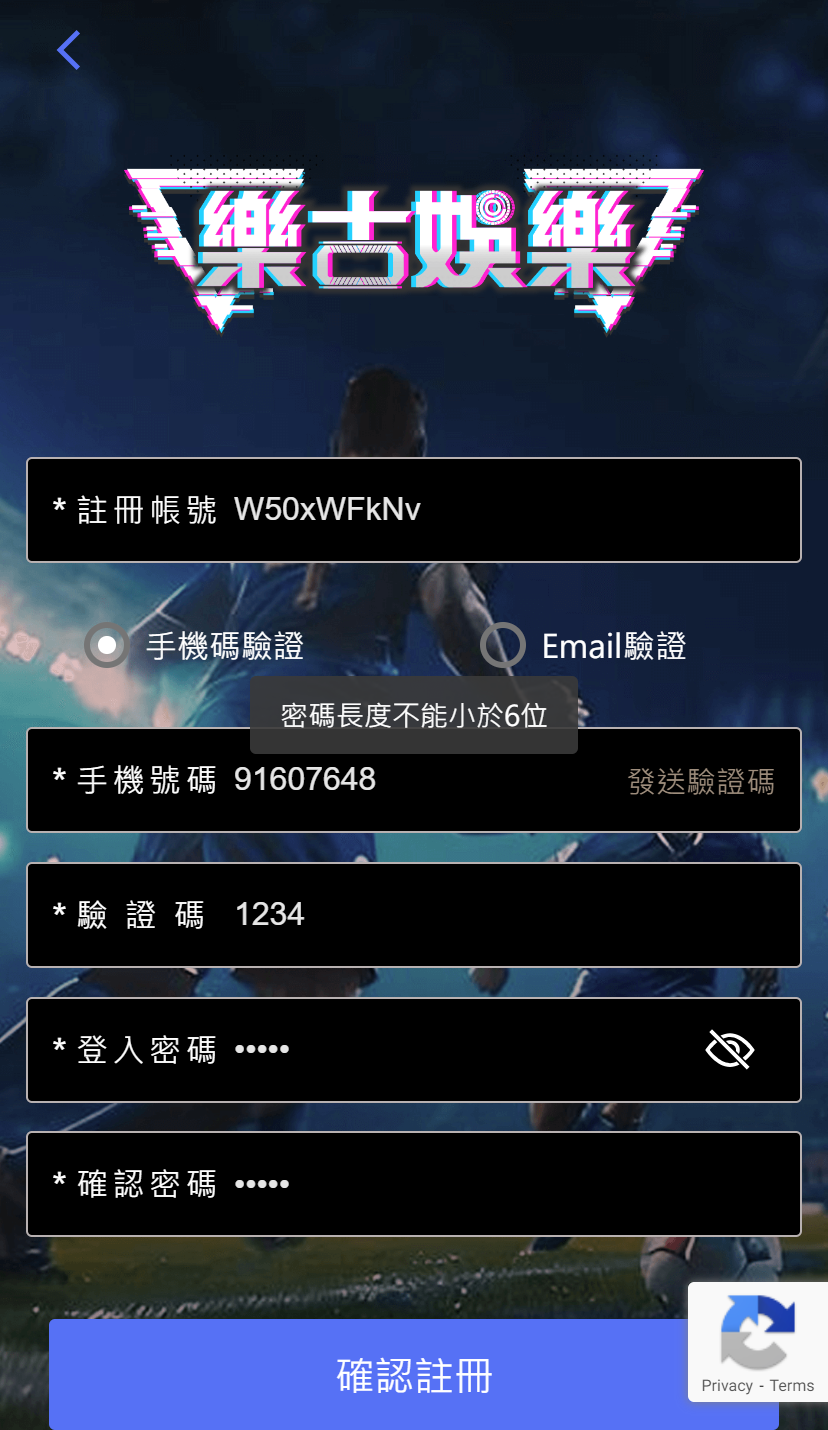 樂吉娛樂
* 註冊帳號 W50xWFkNv
手機碼驗證 Email驗證
密碼長度不能小於6位
* 手機號碼 91607648 發送驗證碼
* 驗證碼 1234
* 登入密碼 •••••
* 確認密碼 •••••
確認註冊
Privacy - Terms